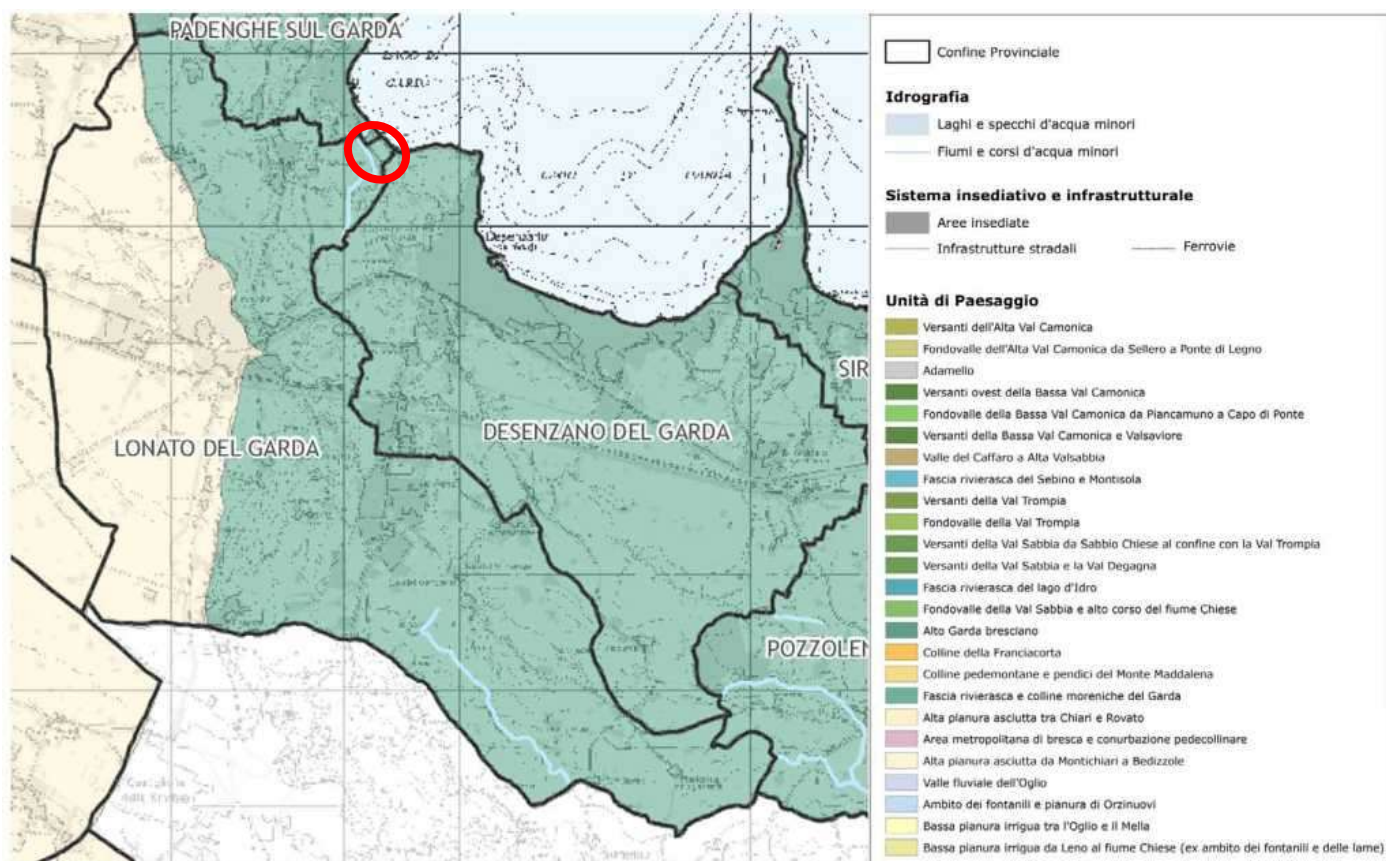 PADENGHE SUL GARDA
LAGO DI
GARDA
LAGO DI GARDA
Desenzano
SIR
DESENZANO DEL GARDA
LONATO DEL GARDA
POZZOLEN
Confine Provinciale
Idrografia
Laghi e specchi d'acqua minori
Fiumi e corsi d'acqua minori
Sistema insediativo e infrastrutturale
Aree insediate
Infrastrutture stradali
Ferrovie
Unità di Paesaggio
Versanti dell'Alta Val Camonica
Fondovalle dell'Alta Val Camonica da Sellero a Ponte di Legno
Adamello
Versanti ovest della Bassa Val Camonica
Fondovalle della Bassa Val Camonica da Piancamuno a Capo di Ponte
Versanti della Bassa Val Camonica e Valsaviore
Valle del Caffaro a Alta Valsabbia
Fascia rivierasca del Sebino e Montisola
Versanti della Val Trompia
Fondovalle della Val Trompia
Versanti della Val Sabbia da Sabbio Chiese al confine con la Val Trompia
Versanti della Val Sabbia e la Val Degagna
Fascia rivierasca del lago d'Idro
Fondovalle della Val Sabbia e alto corso del fiume Chiese
Alto Garda bresciano
Colline della Franciacorta
Colline pedemontane e pendici del Monte Maddalena
Fascia rivierasca e colline moreniche del Garda
Alta pianura asciutta tra Chiari e Rovato
Area metropolitana di bresca e conurbazione pedecollinare
Alta pianura asciutta da Montichiari a Bedizzole
Valle fluviale dell'Oglio
Ambito dei fontanili e pianura di Orzinuovi
Bassa pianura irrigua tra l'Oglio e il Mella
Bassa pianura irrigua da Leno al fiume Chiese (ex ambito dei fontanili e delle lame)